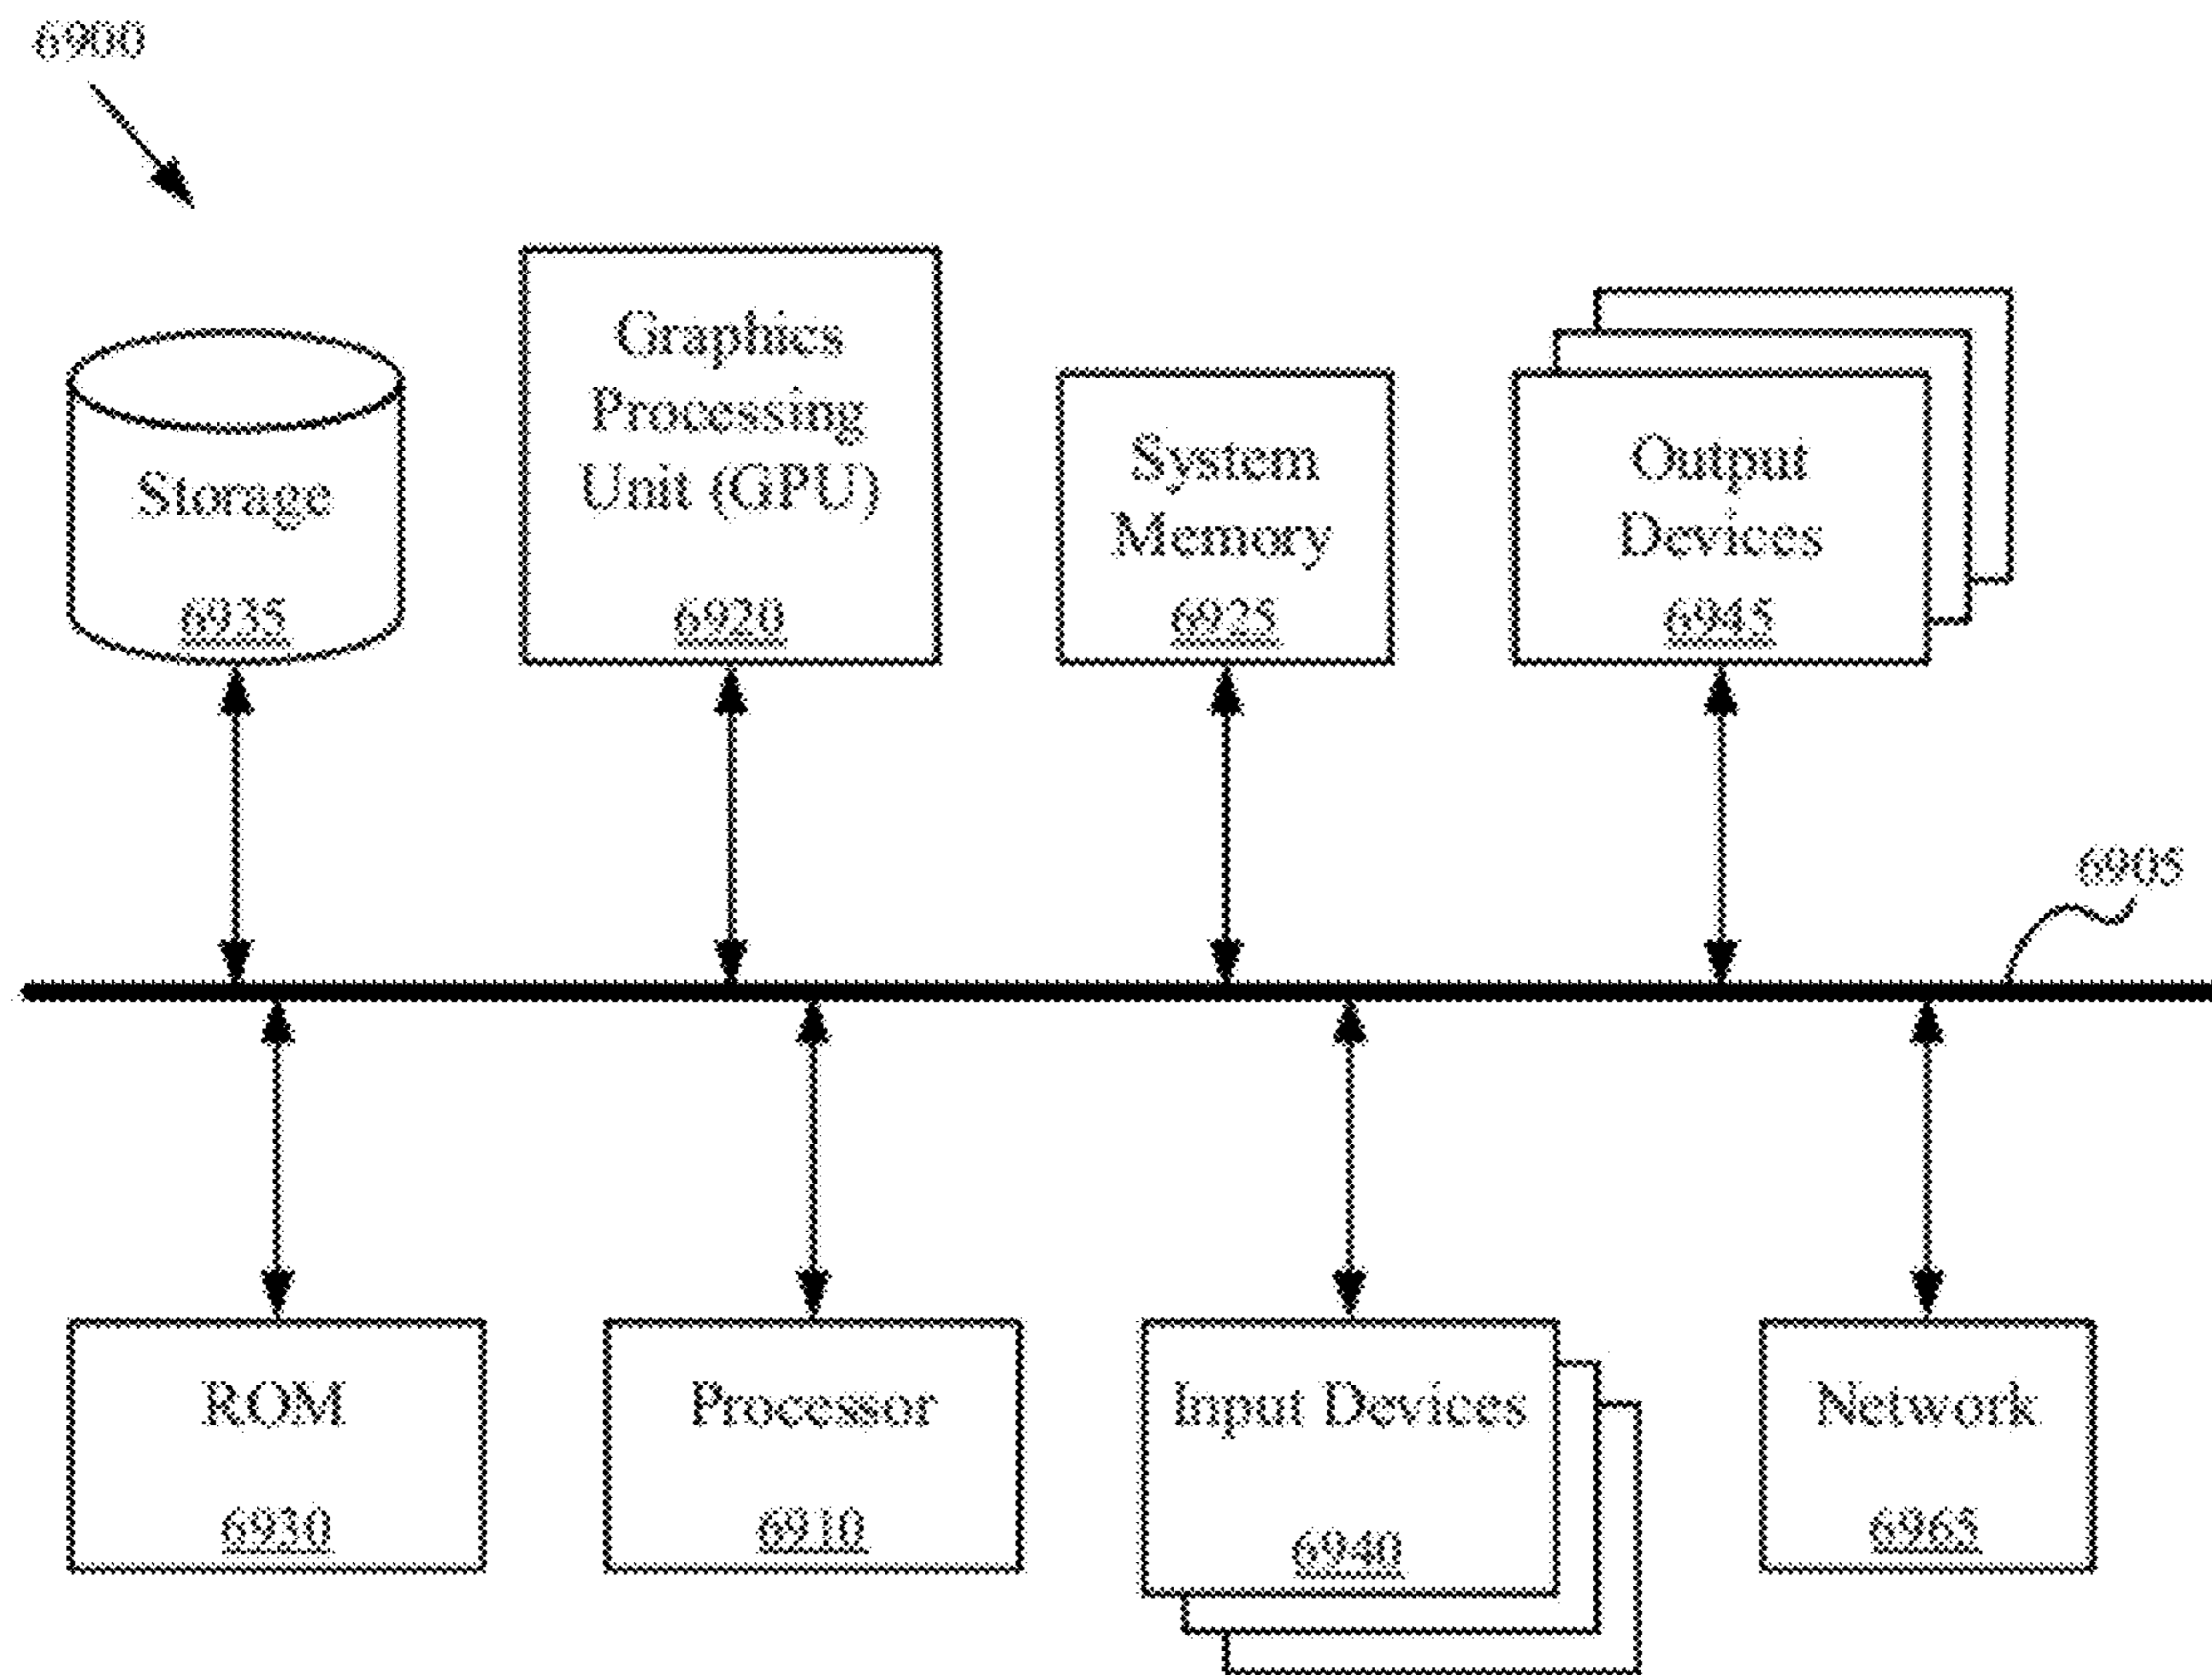 6900
Storage
6935
Graphics
Processing
Unit (GPU)
6920
System
Memory
6925
Output
Devices
6945
6905
ROM
6930
Processor
6910
Input Devices
6940
Network
6965